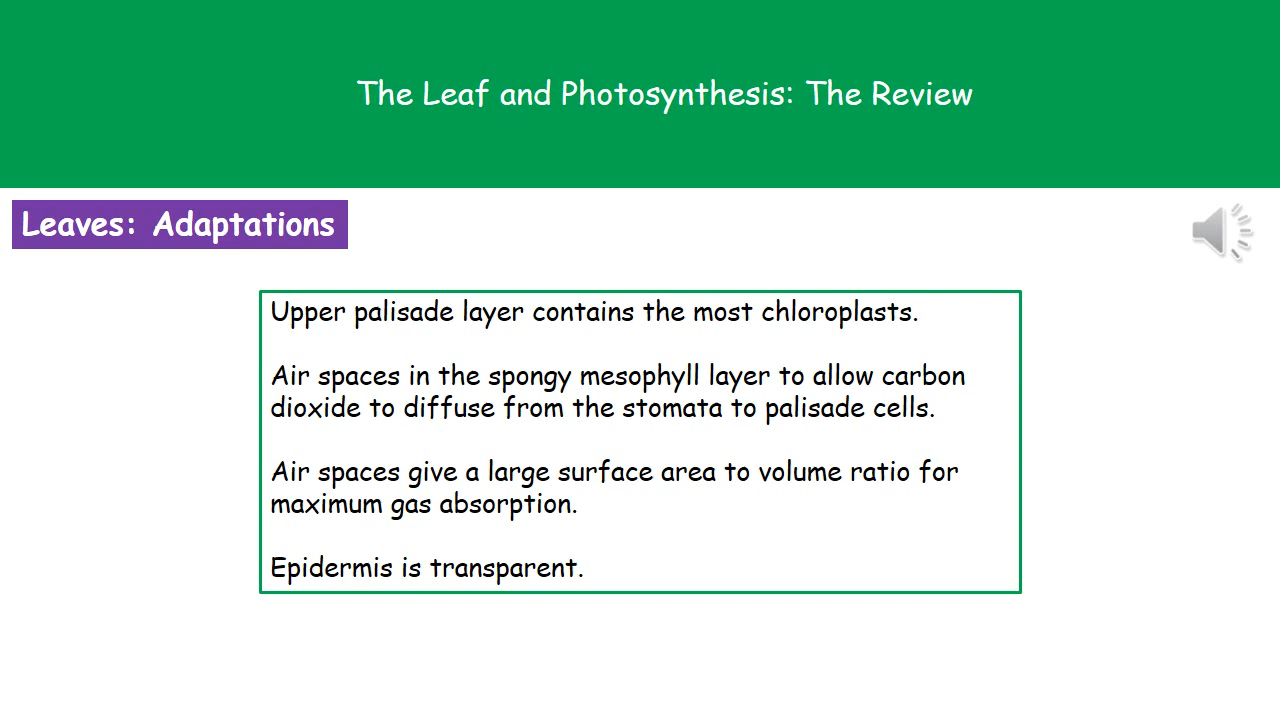 The Leaf and Photosynthesis: The Review
Leaves: Adaptations
Upper palisade layer contains the most chloroplasts.
Air spaces in the spongy mesophyll layer to allow carbon
dioxide to diffuse from the stomata to palisade cells.
Air spaces give a large surface area to volume ratio for
maximum gas absorption.
Epidermis is transparent.